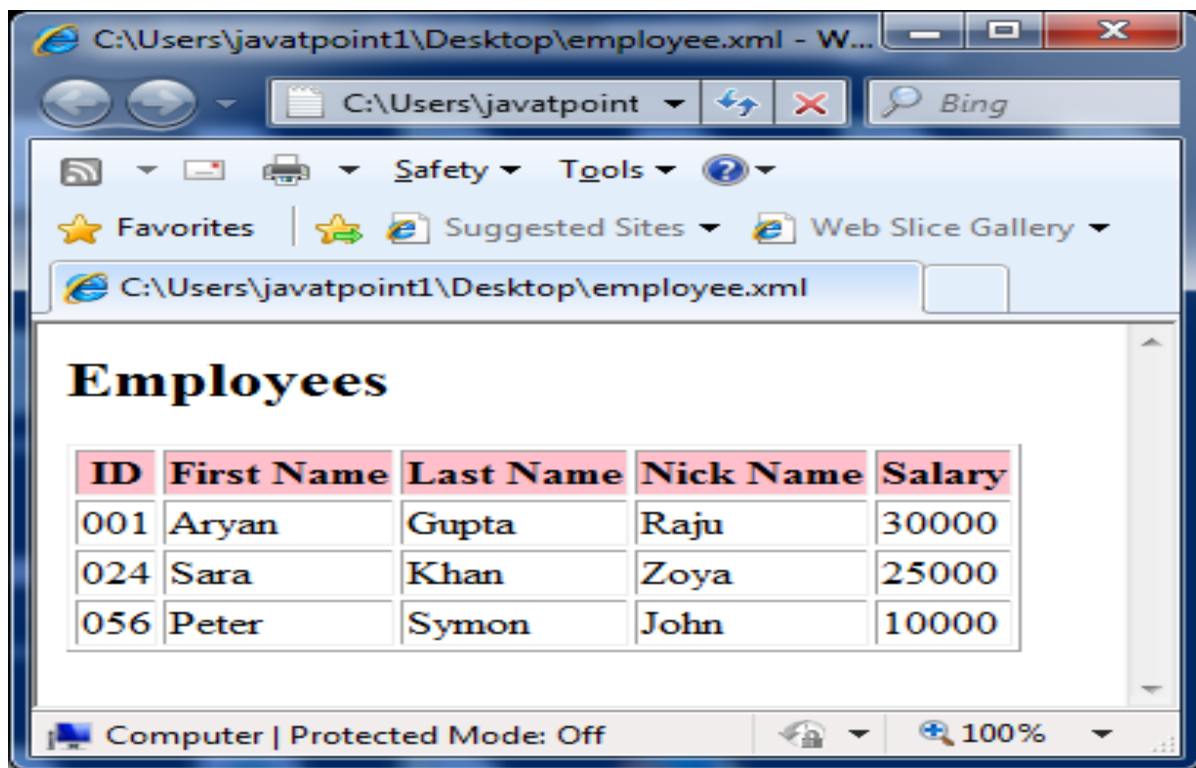 C:\Users\javatpoint1\Desktop\employee.xml - W...
C:\Users\javatpoint
Bing
Safety Tools
Favorites Suggested Sites Web Slice Gallery
C:\Users\javatpoint1\Desktop\employee.xml
Employees
ID First Name Last Name Nick Name Salary
001 Aryan Gupta Raju 30000
024 Sara Khan Zoya 25000
056 Peter Symon John 10000
Computer | Protected Mode: Off 100%